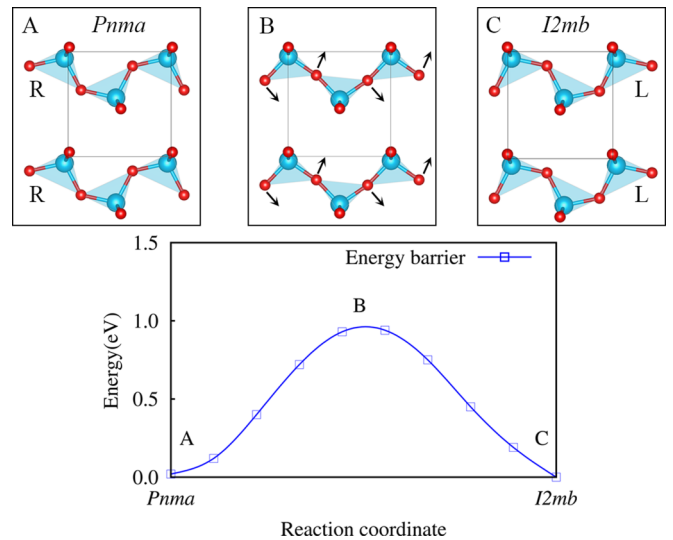 A Pnma
R
R
B
C I2mb
L
L
Energy barrier
1.5
1.0
0.5
0.0
Energy(eV)
A
B
C
Pnma
I2mb
Reaction coordinate